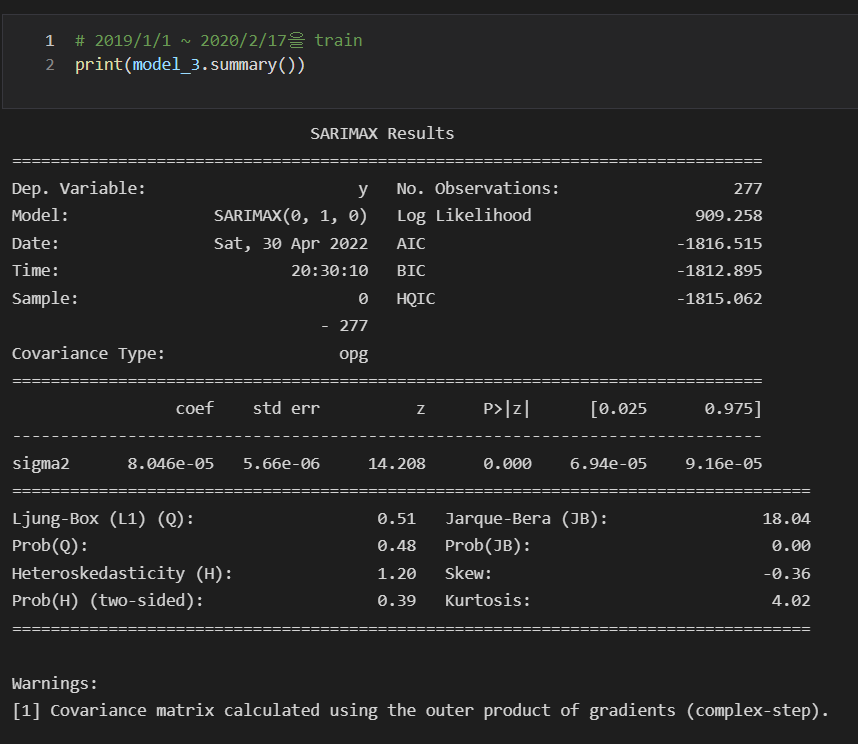 1 # 2019/1/1 ~ 2020/2/17을 train
2 print(model_3.summary())
SARIMAX Results
==============================================================================
Dep. Variable: y No. Observations: 277
Model: SARIMAX(0, 1, 0) Log Likelihood 909.258
Date: Sat, 30 Apr 2022 AIC -1816.515
Time: 20:30:10 BIC -1812.895
Sample: 0 HQIC -1815.062
- 277
Covariance Type: opg
==============================================================================
coef std err z P>|z| [0.025 0.975]
------------------------------------------------------------------------------
sigma2 8.046e-05 5.66e-06 14.208 0.000 6.94e-05 9.16e-05
===================================================================================
Ljung-Box (L1) (Q): 0.51 Jarque-Bera (JB): 18.04
Prob(Q): 0.48 Prob(JB): 0.00
Heteroskedasticity (H): 1.20 Skew: -0.36
Prob(H) (two-sided): 0.39 Kurtosis: 4.02
===================================================================================
Warnings:
[1] Covariance matrix calculated using the outer product of gradients (complex-step).